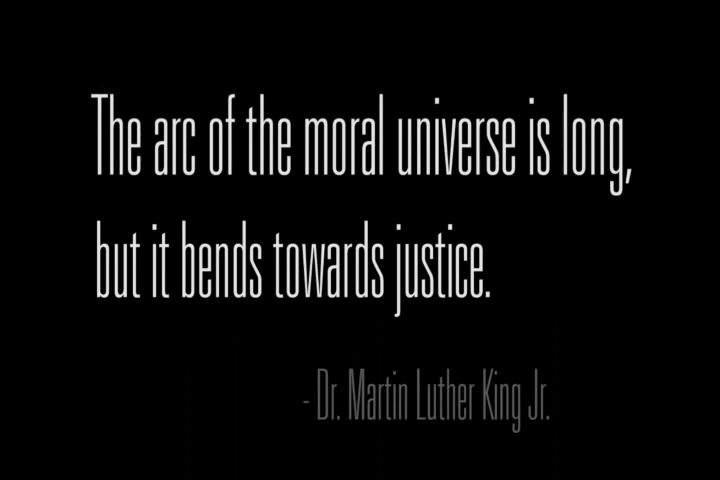 The arc of the moral universe is long,
but it bends towards justice.
- Dr. Martin Luther King Jr.